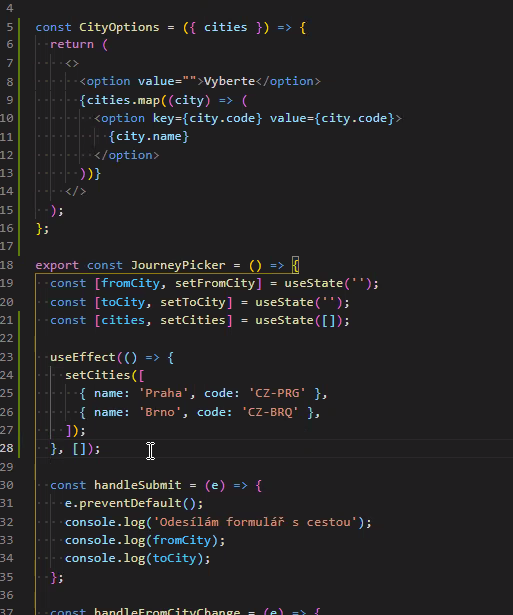 4
5 const CityOptions = ({ cities }) => {
6 return (
7 <>
8 <option value="">Vyberte</option>
9 {cities.map((city) => (
10 <option key={city.code} value={city.code}>
11 {city.name}
12 </option>
13 ))}
14 </>
15 );
16 };
17
18 export const JourneyPicker = () => {
19 const [fromCity, setFromCity] = useState('');
20 const [toCity, setToCity] = useState('');
21 const [cities, setCities] = useState([]);
22
23 useEffect(() => {
24 setCities([
25 { name: 'Praha', code: 'CZ-PRG' },
26 { name: 'Brno', code: 'CZ-BRQ' },
27 ]);
28 }, []);
29
30 const handleSubmit = (e) => {
31 e.preventDefault();
32 console.log('Odesílám formulář s cestou');
33 console.log(fromCity);
34 console.log(toCity);
35 };
36
37 const handleFromCityChange = (e) => {